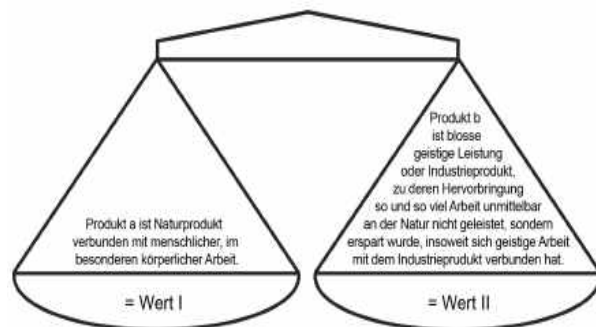 Produkt a ist Naturprodukt
verbunden mit menschlicher, im
besonderen körperlicher Arbeit.
= Wert I
Produkt b
ist blosse
geistige Leistung
oder Industrieprodukt,
zu deren Hervorbringung
so und so viel Arbeit unmittelbar
an der Natur nicht geleistet, sondern
erspart wurde, insoweit sich geistige Arbeit
mit dem Industrieprudukt verbunden hat.
= Wert II